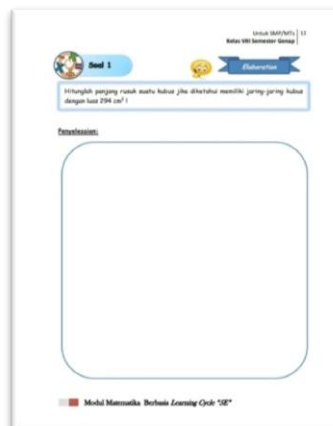 Untuk SMP/MTs | 13
Kelas VIII Semester Genap
Soal 1
Elaboration
Hitunglah panjang rusuk suatu kubus jika diketahui memiliki jaring-jaring kubus
dengan luas 294 cm² !
Penyelesaian:
Modul Matematika Berbasis Learning Cycle "5E"